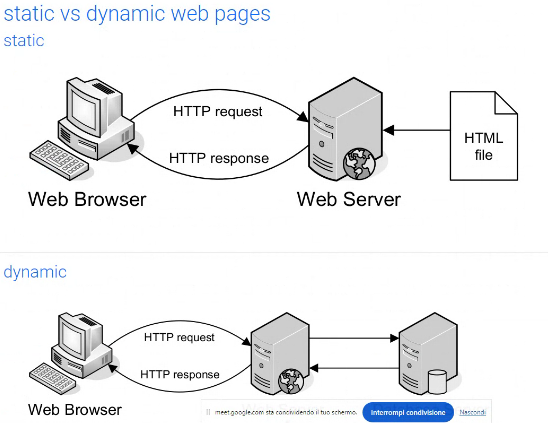 static vs dynamic web pages
static
HTTP request
HTTP response
HTML
file
Web Browser
Web Server
dynamic
HTTP request
HTTP response
Web Browser
meet.google.com sta condividendo il tuo schermo.
Interrompi condivisione
Nascondi